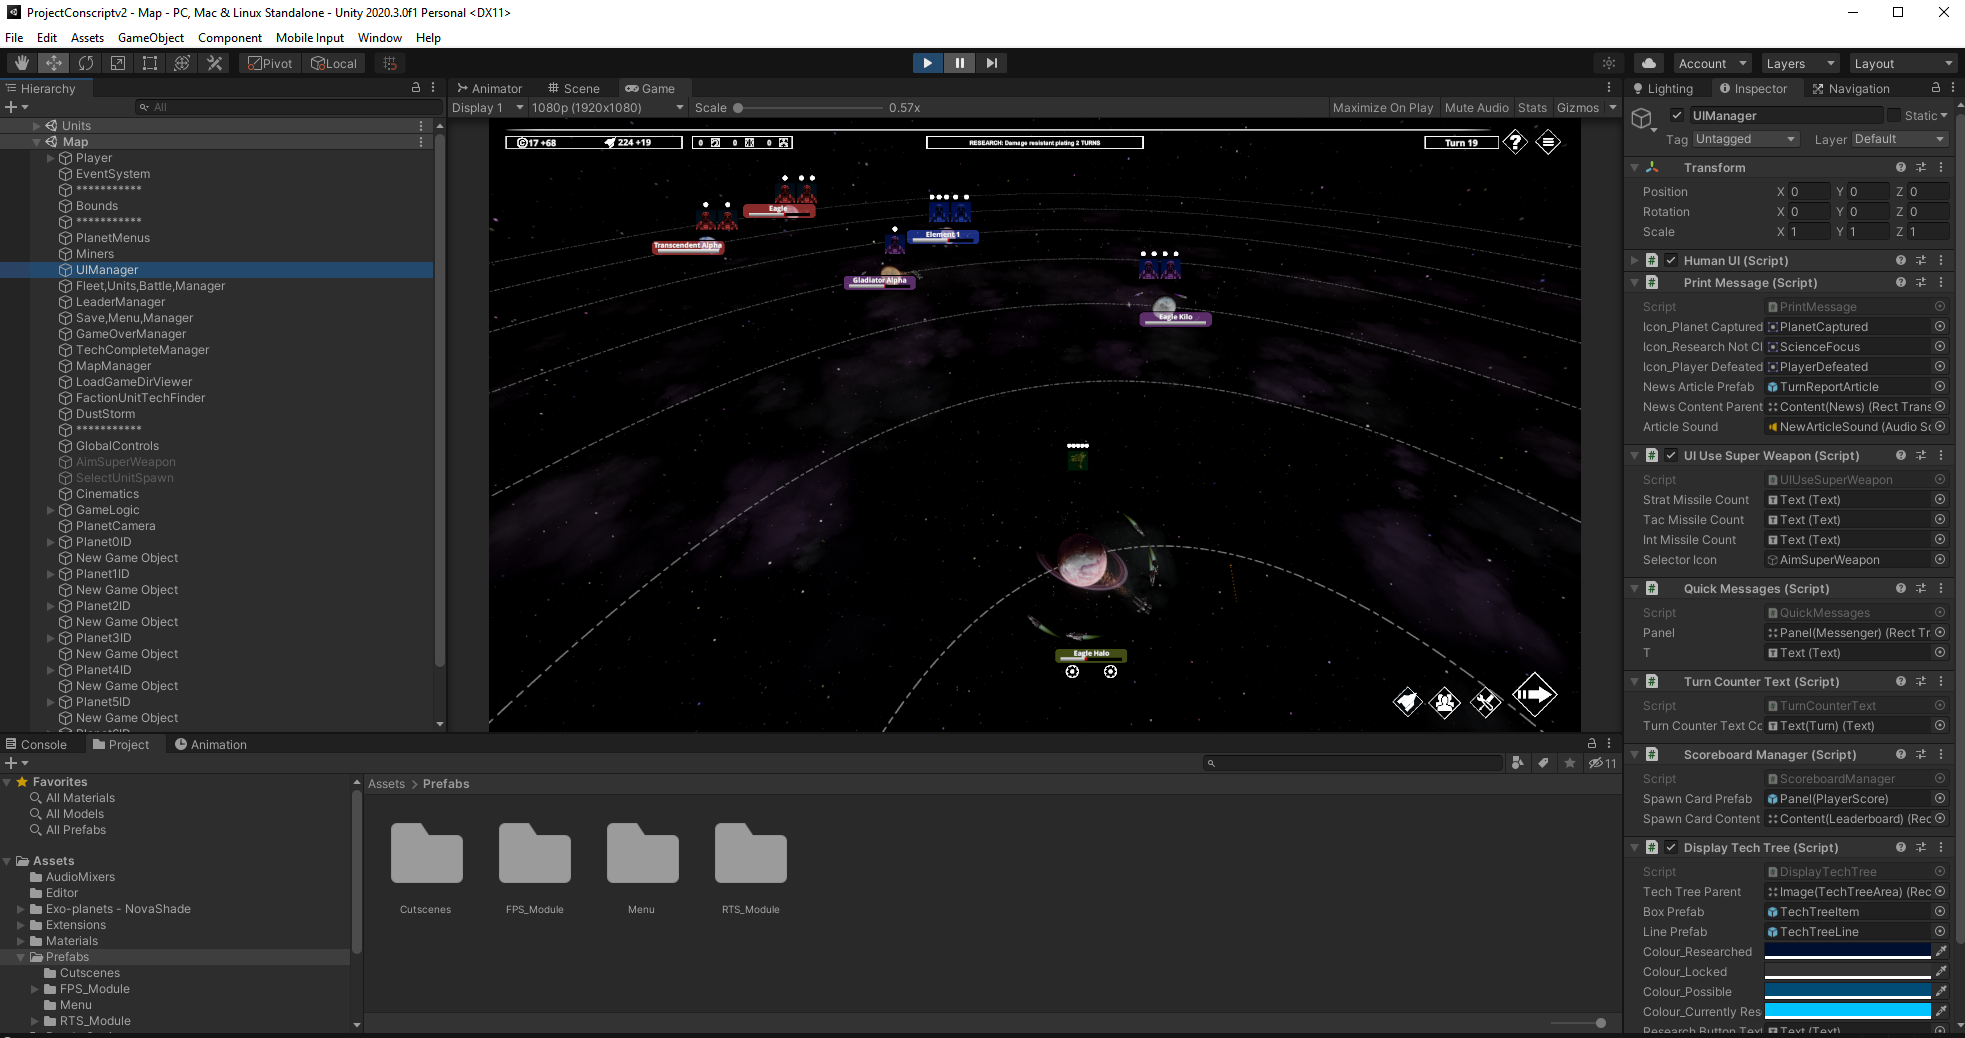 ProjectConscriptv2 - Map - PC, Mac & Linux Standalone - Unity 2020.3.0f1 Personal <DX11>
File Edit Assets GameObject Component Mobile Input Window Help
Pivot Local
Account Layers Layout
Hierarchy
All
Units
Map
Player
EventSystem
***********
Bounds
***********
PlanetMenus
Miners
UIManager
Fleet,Units,Battle,Manager
LeaderManager
Save,Menu,Manager
GameOverManager
TechCompleteManager
MapManager
LoadGameDirViewer
FactionUnitTechFinder
DustStorm
***********
GlobalControls
AimSuperWeapon
SelectUnitSpawn
Cinematics
GameLogic
PlanetCamera
Planet0ID
New Game Object
Planet1ID
New Game Object
Planet2ID
New Game Object
Planet3ID
New Game Object
Planet4ID
New Game Object
Planet5ID
New Game Object
Animator Scene Game
Display 1 1080p (1920x1080) Scale 0.57x Maximize On Play Mute Audio Stats Gizmos
17 +68 224 +19 0 0 0
RESEARCH: Damage resistant plating 2 TURNS
Turn 19
?
Eagle
Element 1
Transcendent Alpha
Gladiator Alpha
Eagle Kilo
Eagle Halo
Lighting Inspector Navigation
UIManager Static
Tag Untagged Layer Default
Transform
Position X 0 Y 0 Z 0
Rotation X 0 Y 0 Z 0
Scale X 1 Y 1 Z 1
Human UI (Script)
Print Message (Script)
Script PrintMessage
Icon_Planet Captured PlanetCaptured
Icon_Research Not Cl ScienceFocus
Icon_Player Defeated PlayerDefeated
News Article Prefab TurnReportArticle
News Content Parent Content(News) (Rect Trans
Article Sound NewArticleSound (Audio So
UI Use Super Weapon (Script)
Script UIUseSuperWeapon
Strat Missile Count Text (Text)
Tac Missile Count Text (Text)
Int Missile Count Text (Text)
Selector Icon AimSuperWeapon
Quick Messages (Script)
Script QuickMessages
Panel Panel(Messenger) (Rect Tr
T Text (Text)
Turn Counter Text (Script)
Script TurnCounterText
Turn Counter Text Cc Text(Turn) (Text)
Scoreboard Manager (Script)
Script ScoreboardManager
Spawn Card Prefab Panel(PlayerScore)
Spawn Card Content Content(Leaderboard) (Rec
Display Tech Tree (Script)
Script DisplayTechTree
Tech Tree Parent Image(TechTreeArea) (Rec
Box Prefab TechTreeItem
Line Prefab TechTreeLine
Colour_Researched
Colour_Locked
Colour_Possible
Colour_Currently Res
Research Button Text Text (Text)
Console Project Animation
11
Favorites
All Materials
All Models
All Prefabs
Assets
AudioMixers
Editor
Exo-planets - NovaShade
Extensions
Materials
Prefabs
Cutscenes
FPS_Module
Menu
RTS_Module
Assets > Prefabs
Cutscenes FPS_Module Menu RTS_Module